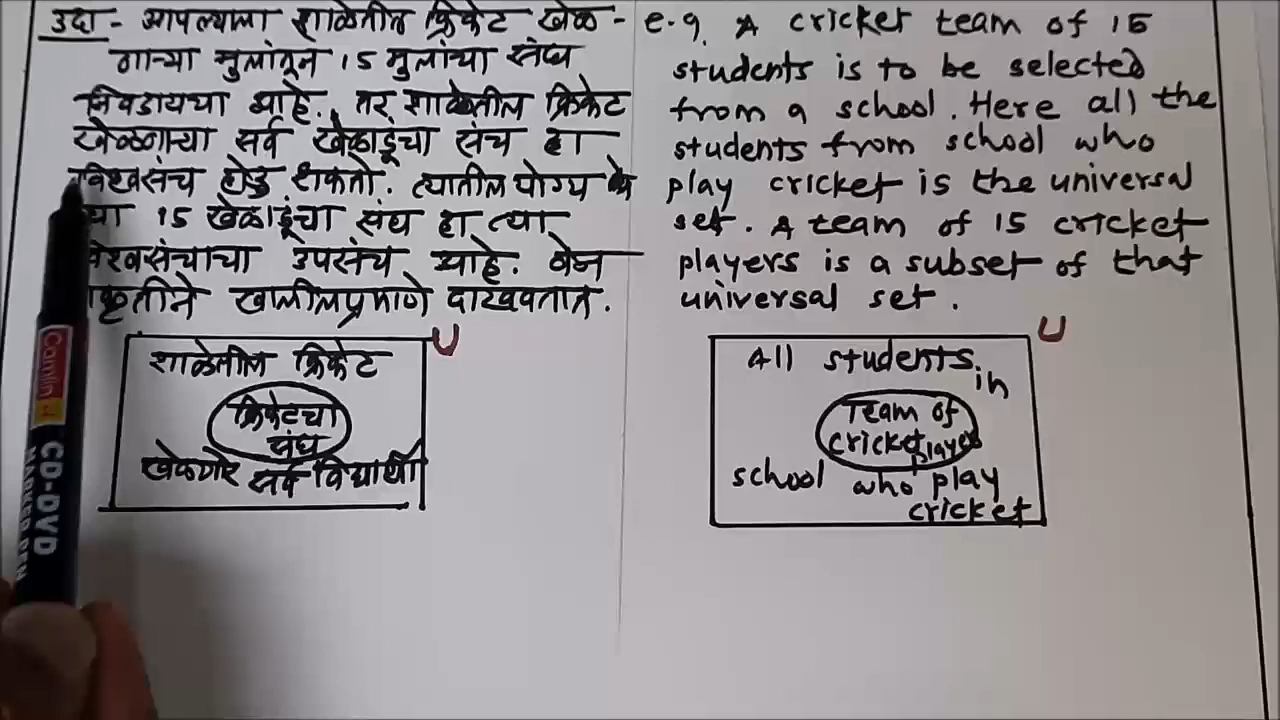 उदा - आपल्याला शाळेतील क्रिकेट खेळ -
णाऱ्या मुलांतून 15 मुलांचा संघ
निवडायचा आहे. तर शाळेतील क्रिकेट
खेळणाऱ्या सर्व खेळाडूंचा संच हा
विश्वसंच होऊ शकतो. त्यातील योग्य
15 खेळाडूंचा संघ हा त्या
विश्वसंचाचा उपसंच आहे. वेन
कृतीने खालीलप्रमाणे दाखवतात.
U
शाळेतील क्रिकेट
क्रिकेटचा
संघ
खेळणारे सर्व विद्यार्थी
e.g. A cricket team of 15
students is to be selected
from a school. Here all the
students from school who
play cricket is the universal
set. A team of 15 cricket
players is a subset of that
universal set.
U
All students in
Team of
cricket player
school who play
cricket
Camlin
CD-DVD
MARKER PEN